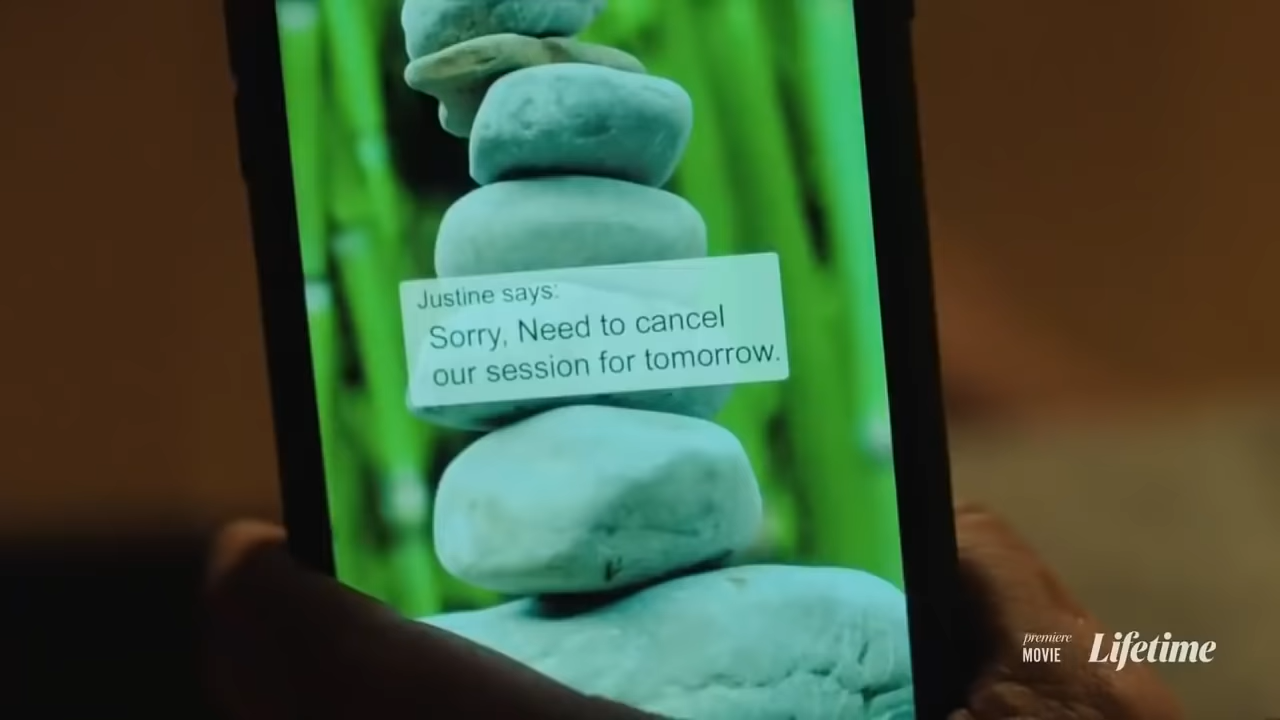 Justine says:
Sorry, Need to cancel
our session for tomorrow.
premiere
MOVIE
Lifetime